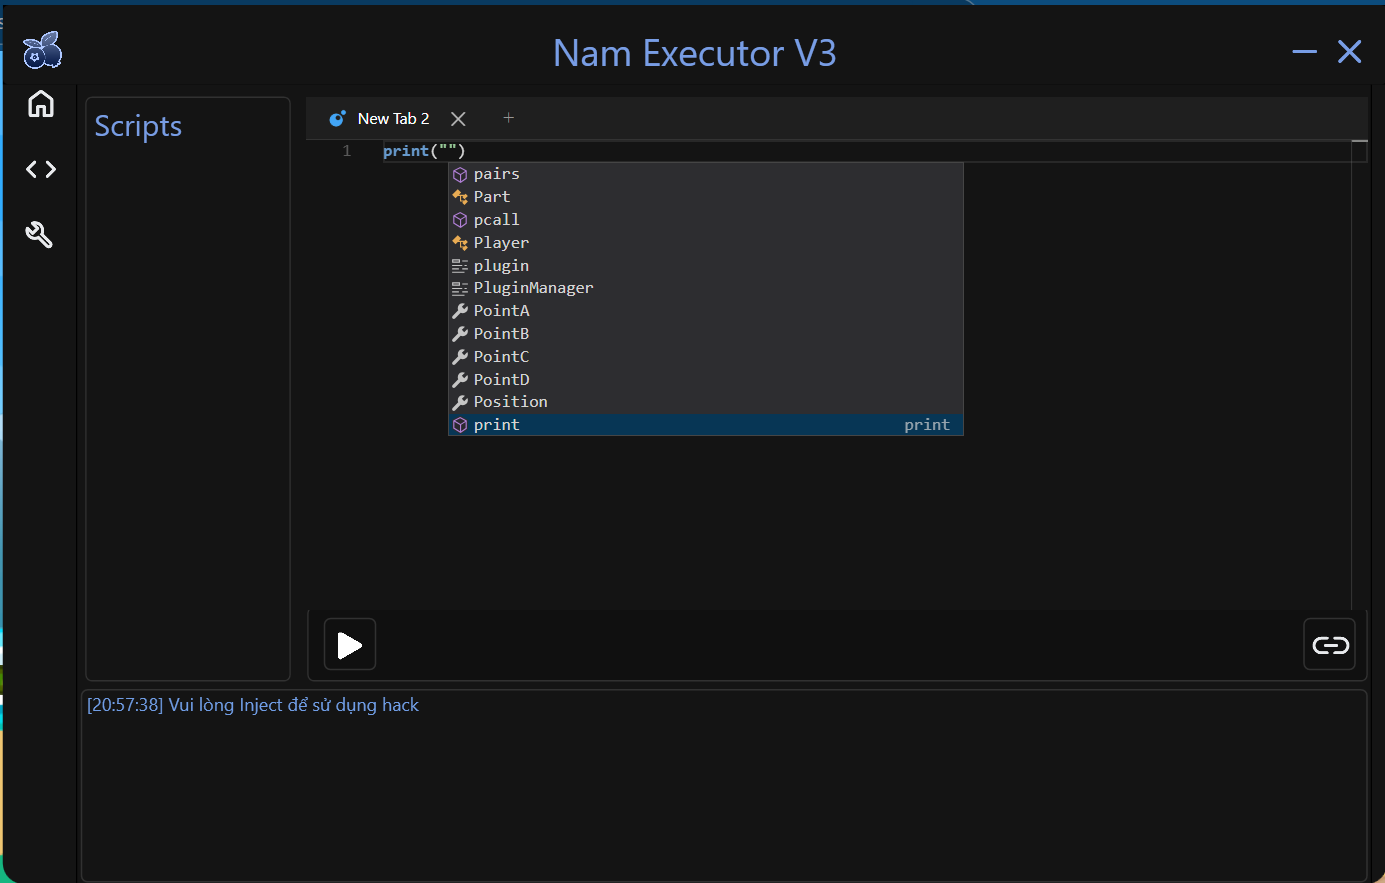 Nam Executor V3
Scripts
New Tab 2
1 print("")
pairs
Part
pcall
Player
plugin
PluginManager
PointA
PointB
PointC
PointD
Position
print print
[20:57:38] Vui lòng Inject để sử dụng hack